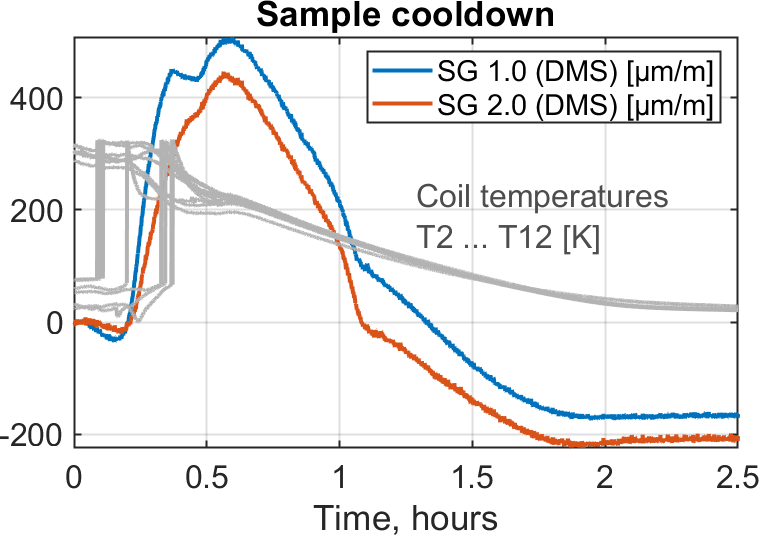 Sample cooldown
SG 1.0 (DMS) [µm/m]
SG 2.0 (DMS) [µm/m]
400
200
0
-200
Coil temperatures
T2 ... T12 [K]
0 0.5 1 1.5 2 2.5
Time, hours